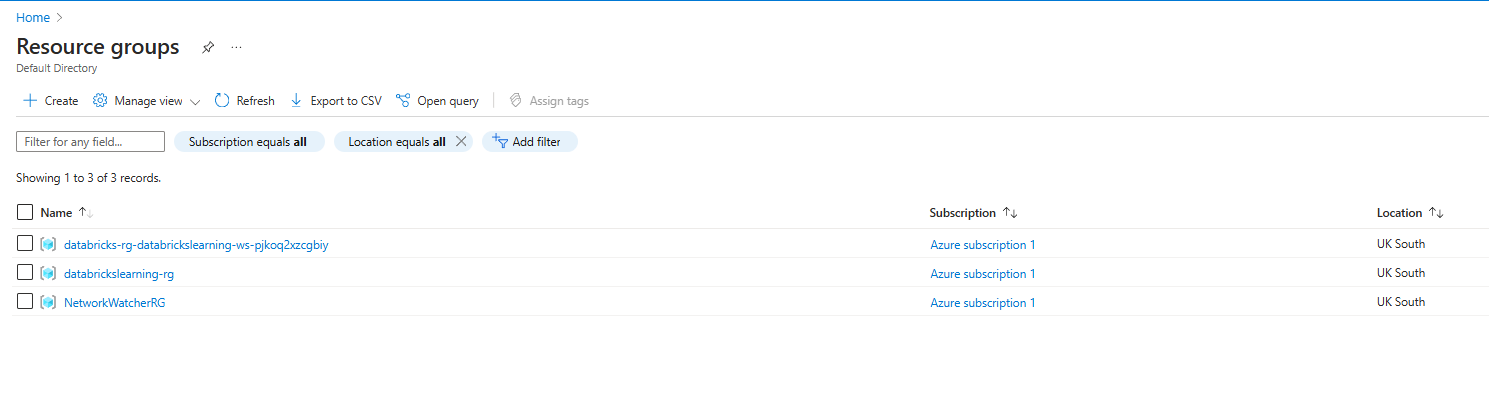 Home >
Resource groups ...
Default Directory
Create Manage view Refresh Export to CSV Open query Assign tags
Filter for any field... Subscription equals all Location equals all Add filter
Showing 1 to 3 of 3 records.
Name Subscription Location
databricks-rg-databrickslearning-ws-pjkoq2xzcgbiy Azure subscription 1 UK South
databrickslearning-rg Azure subscription 1 UK South
NetworkWatcherRG Azure subscription 1 UK South